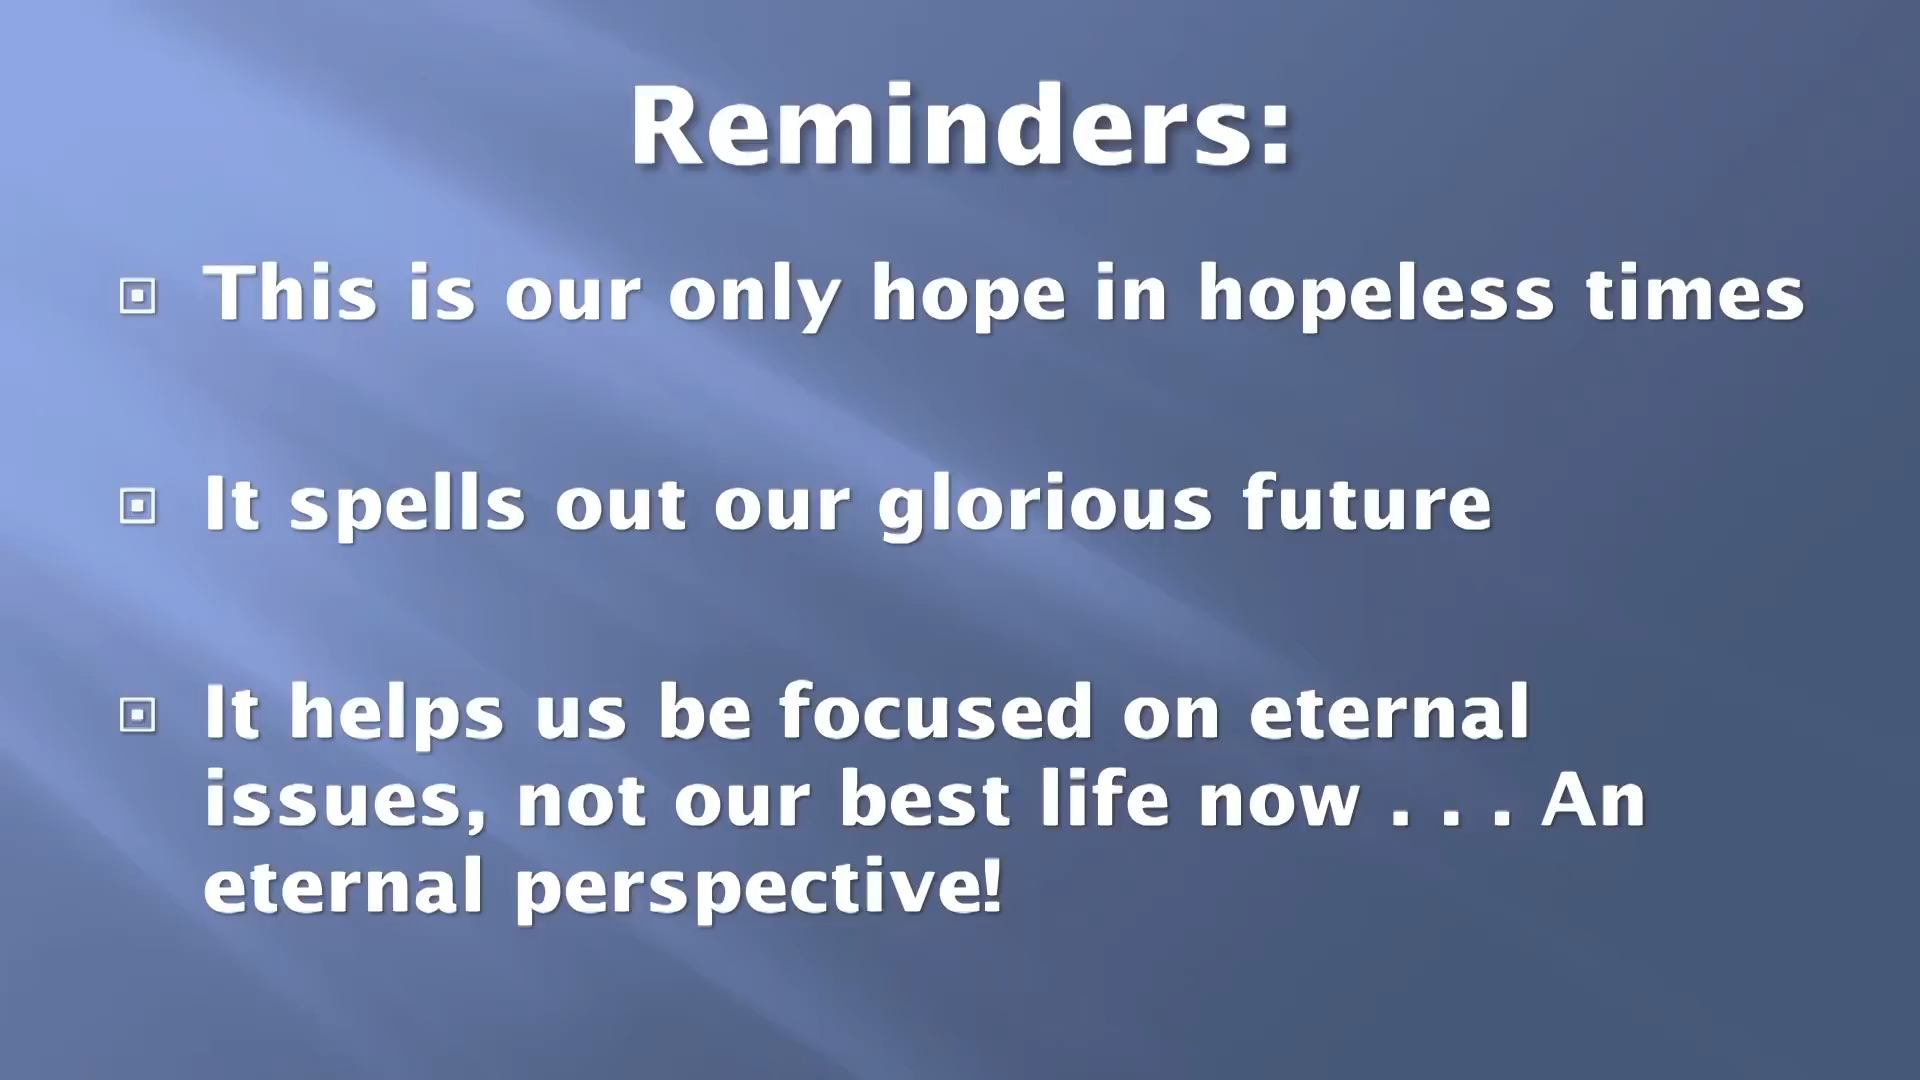 Reminders:
This is our only hope in hopeless times
It spells out our glorious future
It helps us be focused on eternal
issues, not our best life now . . . An
eternal perspective!